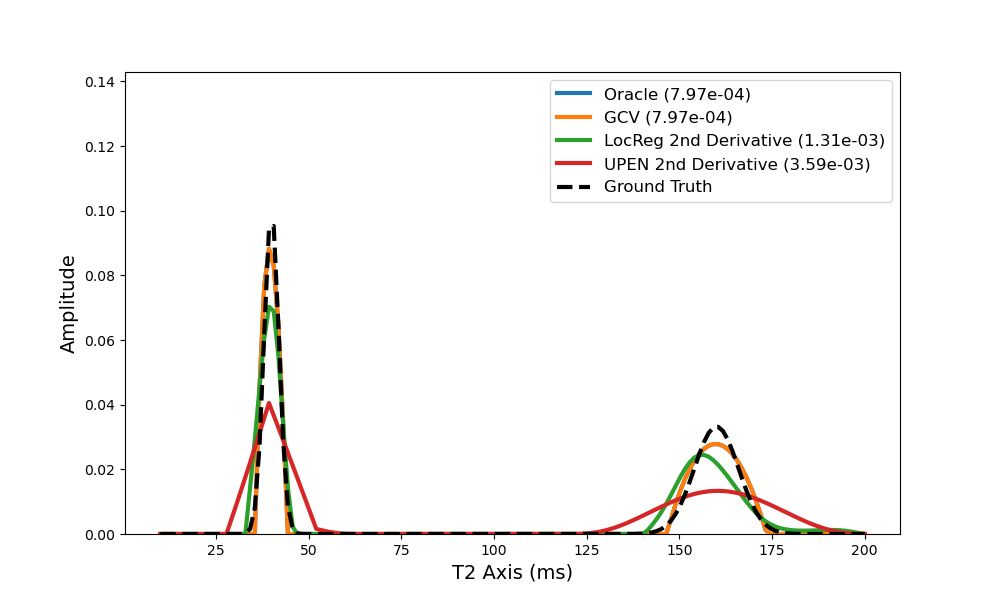 0.14
0.12
0.10
0.08
0.06
0.04
0.02
0.00
Amplitude
Oracle (7.97e-04)
GCV (7.97e-04)
LocReg 2nd Derivative (1.31e-03)
UPEN 2nd Derivative (3.59e-03)
Ground Truth
25 50 75 100 125 150 175 200
T2 Axis (ms)